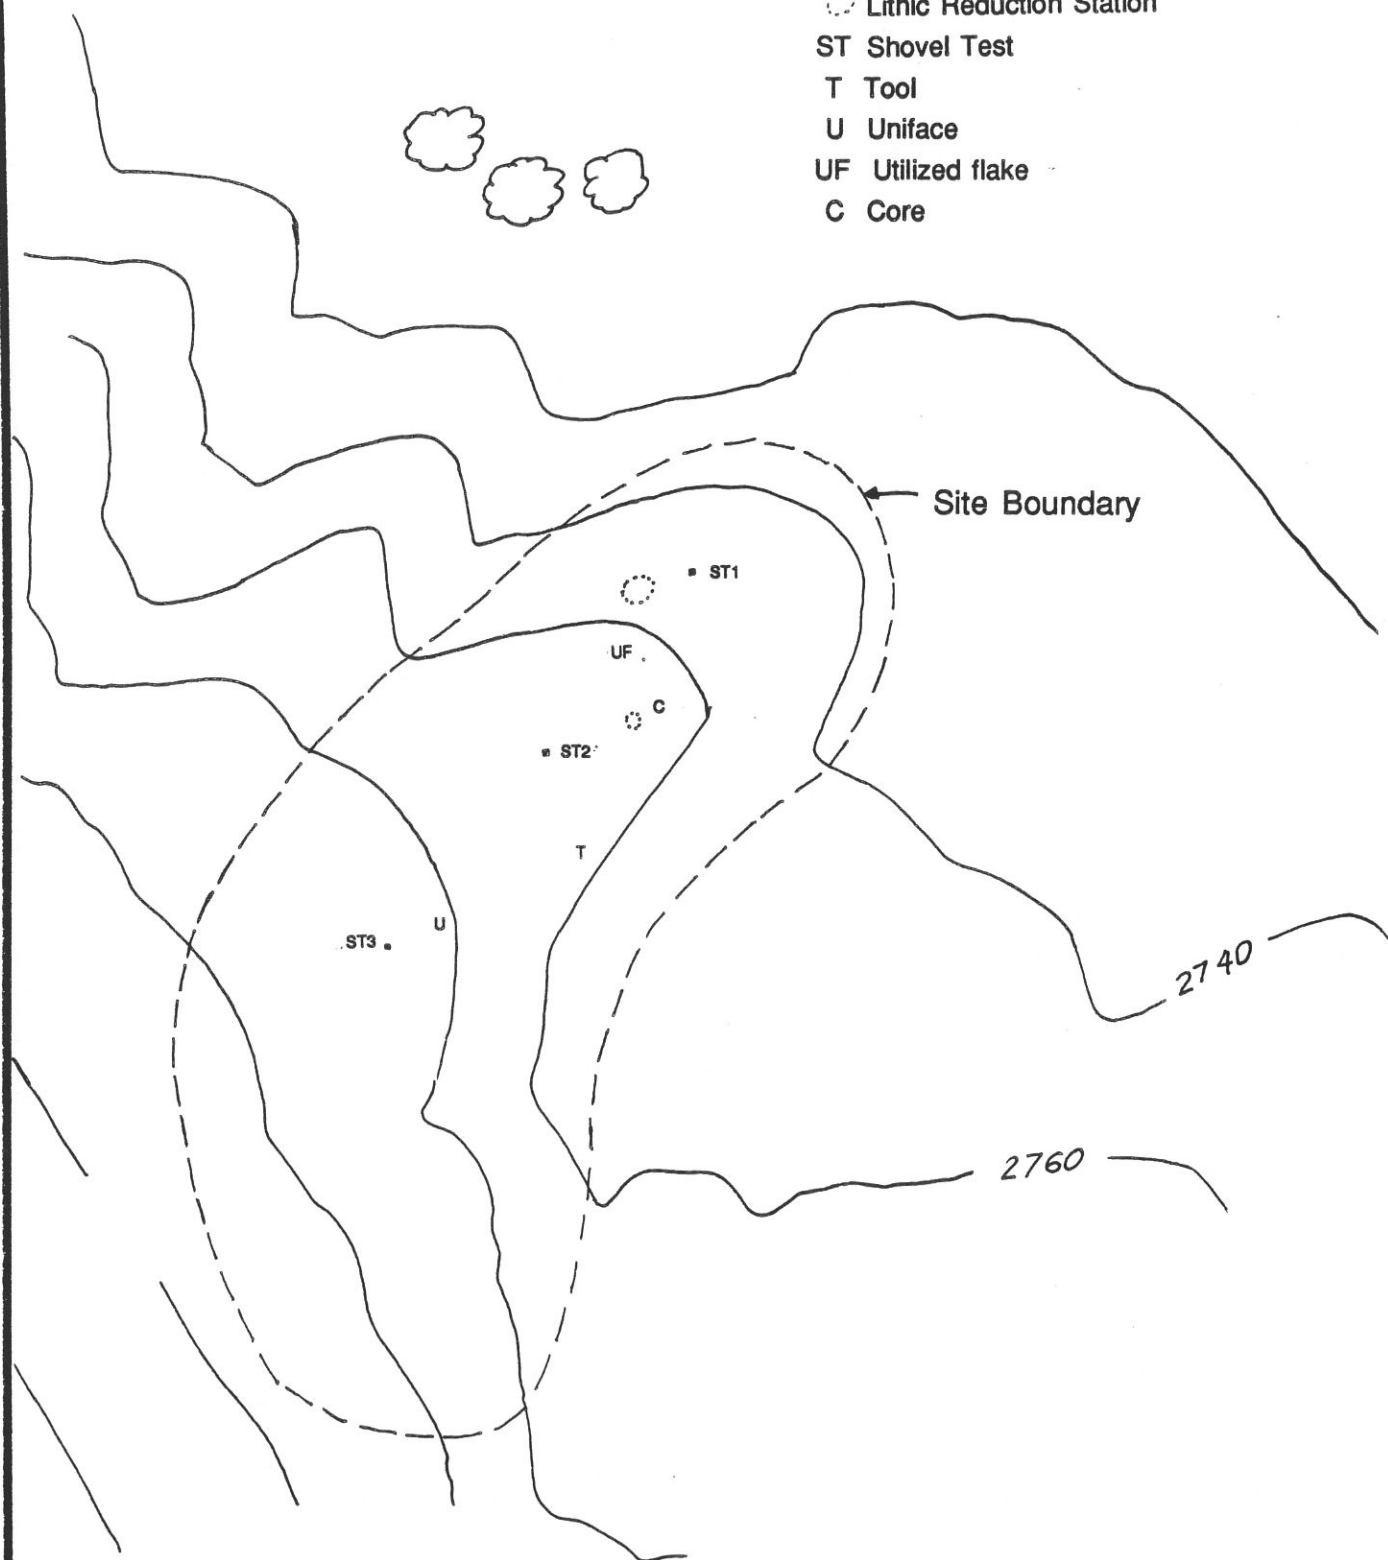 Lithic Reduction Station
ST Shovel Test
T Tool
U Uniface
UF Utilized flake
C Core
Site Boundary
ST1
UF
C
ST2
T
U
ST3
2740
2760